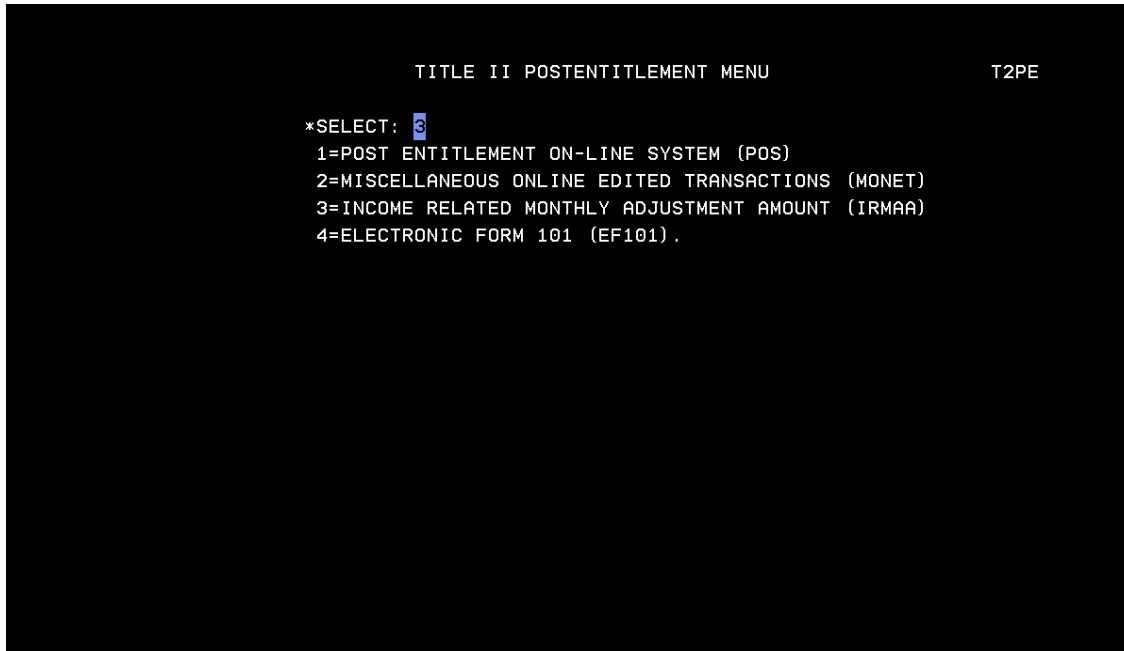 TITLE II POSTENTITLEMENT MENU T2PE
*SELECT: 3
1=POST ENTITLEMENT ON-LINE SYSTEM (POS)
2=MISCELLANEOUS ONLINE EDITED TRANSACTIONS (MONET)
3=INCOME RELATED MONTHLY ADJUSTMENT AMOUNT (IRMAA)
4=ELECTRONIC FORM 101 (EF101).